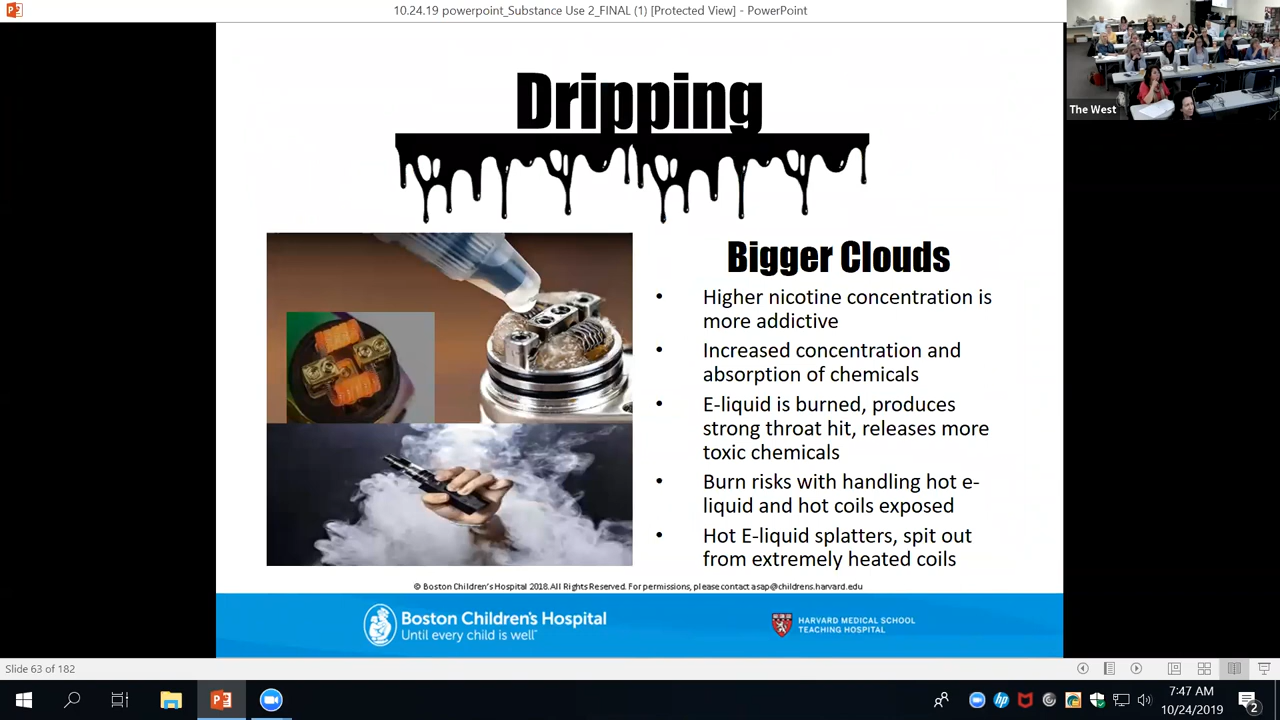 10.24.19 powerpoint_Substance Use 2_FINAL (1) [Protected View] - PowerPoint
The West
Dripping
Bigger Clouds
• Higher nicotine concentration is
more addictive
• Increased concentration and
absorption of chemicals
• E-liquid is burned, produces
strong throat hit, releases more
toxic chemicals
• Burn risks with handling hot e-
liquid and hot coils exposed
• Hot E-liquid splatters, spit out
from extremely heated coils
© Boston Children's Hospital 2018. All Rights Reserved. For permissions, please contact asap@childrens.harvard.edu
Boston Children's Hospital
Until every child is well™
HARVARD MEDICAL SCHOOL
TEACHING HOSPITAL
Slide 63 of 182
7:47 AM
10/24/2019
2